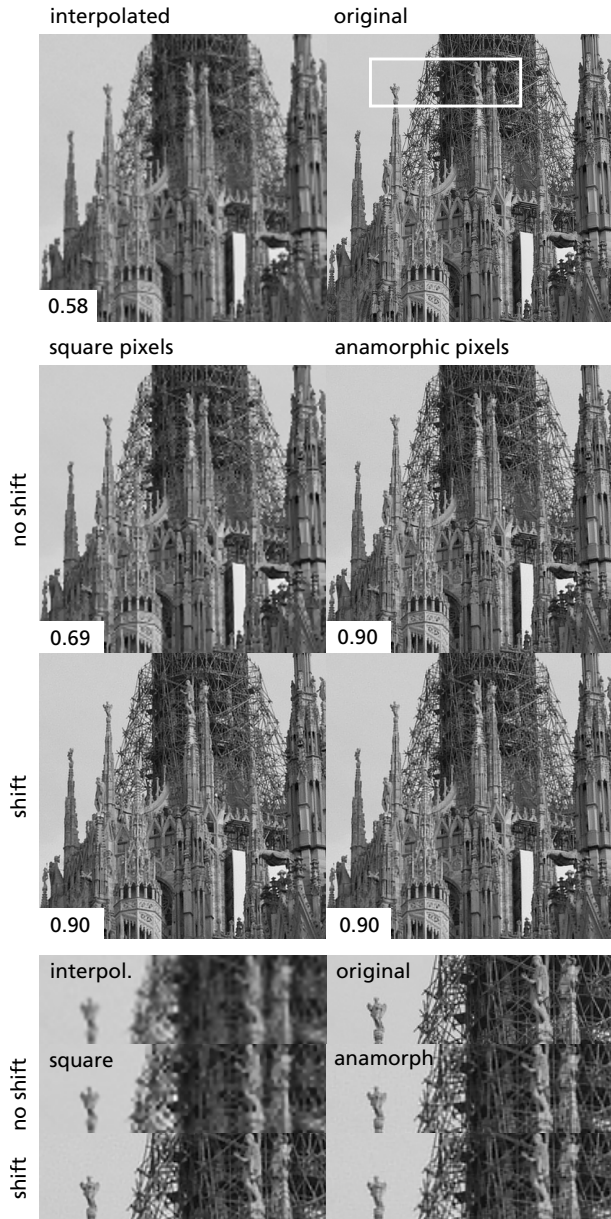 interpolated original
0.58
square pixels anamorphic pixels
no shift
0.69 0.90
shift
0.90 0.90
interpol. original
square anamorph
no shift
shift